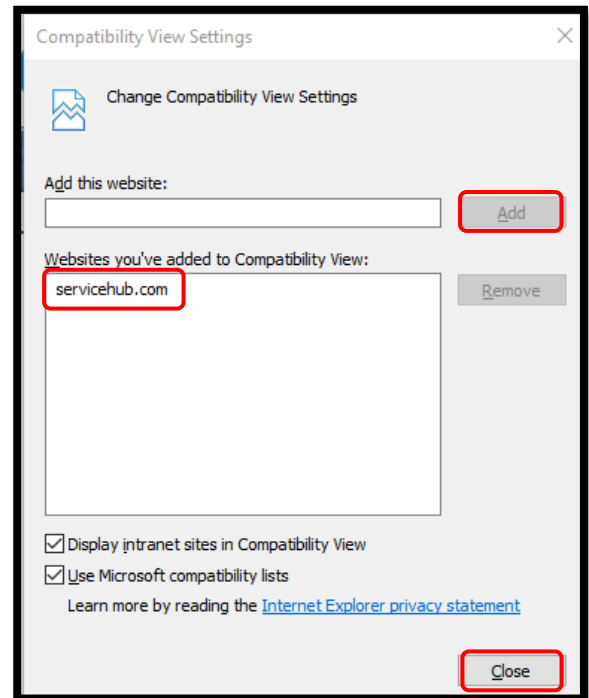 Compatibility View Settings
Change Compatibility View Settings
Add this website:
Add
Websites you've added to Compatibility View:
servicehub.com
Remove
Display intranet sites in Compatibility View
Use Microsoft compatibility lists
Learn more by reading the Internet Explorer privacy statement
Close